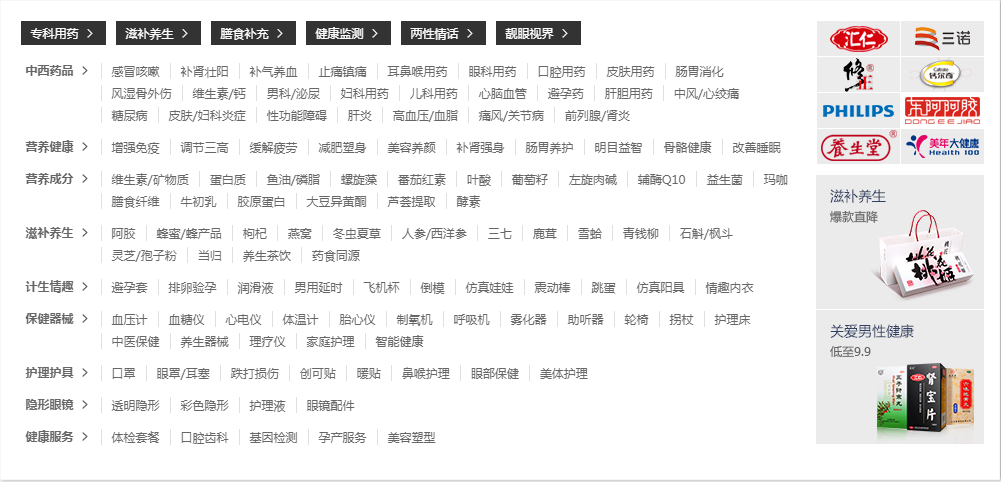 专科用药 > 滋补养生 > 膳食补充 > 健康监测 > 两性情话 > 靓眼视界 >
中西药品 > 感冒咳嗽 补肾壮阳 补气养血 止痛镇痛 耳鼻喉用药 眼科用药 口腔用药 皮肤用药 肠胃消化
风湿骨外伤 维生素/钙 男科/泌尿 妇科用药 儿科用药 心脑血管 避孕药 肝胆用药 中风/心绞痛
糖尿病 皮肤/妇科炎症 性功能障碍 肝炎 高血压/血脂 痛风/关节病 前列腺/肾炎
营养健康 > 增强免疫 调节三高 缓解疲劳 减肥塑身 美容养颜 补肾强身 肠胃养护 明目益智 骨骼健康 改善睡眠
营养成分 > 维生素/矿物质 蛋白质 鱼油/磷脂 螺旋藻 番茄红素 叶酸 葡萄籽 左旋肉碱 辅酶Q10 益生菌 玛咖
膳食纤维 牛初乳 胶原蛋白 大豆异黄酮 芦荟提取 酵素
滋补养生 > 阿胶 蜂蜜/蜂产品 枸杞 燕窝 冬虫夏草 人参/西洋参 三七 鹿茸 雪蛤 青钱柳 石斛/枫斗
灵芝/孢子粉 当归 养生茶饮 药食同源
计生情趣 > 避孕套 排卵验孕 润滑液 男用延时 飞机杯 倒模 仿真娃娃 震动棒 跳蛋 仿真阳具 情趣内衣
保健器械 > 血压计 血糖仪 心电仪 体温计 胎心仪 制氧机 呼吸机 雾化器 助听器 轮椅 拐杖 护理床
中医保健 养生器械 理疗仪 家庭护理 智能健康
护理护具 > 口罩 眼罩/耳塞 跌打损伤 创可贴 暖贴 鼻喉护理 眼部保健 美体护理
隐形眼镜 > 透明隐形 彩色隐形 护理液 眼镜配件
健康服务 > 体检套餐 口腔齿科 基因检测 孕产服务 美容塑型
汇仁 三诺
修 钙尔奇
PHILIPS 东阿阿胶
DONG E E JIAO
养生堂 美年大健康
Health 100
滋补养生
爆款直降
桃花
桃花酒
关爱男性健康
低至9.9
汇仁
肾宝片